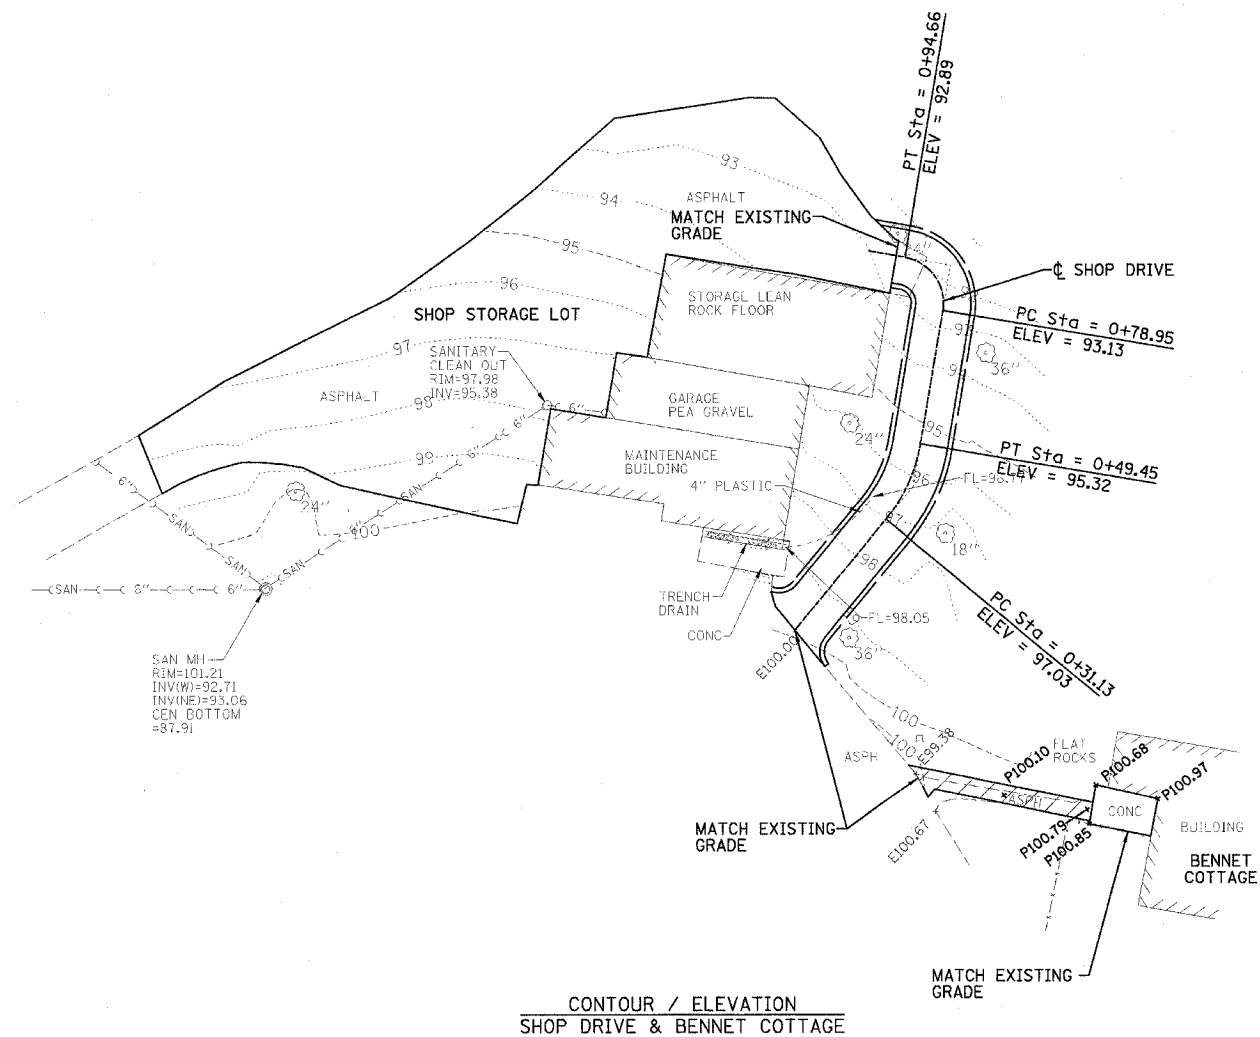 PT Sta = 0+94.66
ELEV = 92.89
93
94
ASPHALT
MATCH EXISTING
GRADE
95
℄ SHOP DRIVE
96
STORAGE LEAN
ROCK FLOOR
SHOP STORAGE LOT
PC Sta = 0+78.95
ELEV = 93.13
97
SANITARY
CLEAN OUT
RIM=97.98
INV=95.38
36"
ASPHALT
98
6"
6"
GARAGE
PEA GRAVEL
24"
95
PT Sta = 0+49.45
ELEV = 95.32
99
6"
MAINTENANCE
BUILDING
4" PLASTIC
96
6"
24"
SAN
SAN
6"
100
97
18"
98
SAN
SAN
SAN
6"
6"
TRENCH
DRAIN
CONC
FL=98.05
36"
PC Sta = 0+31.13
ELEV = 97.03
E100.00
SAN MH
RIM=101.21
INV(W)=92.71
INV(NE)=93.06
CEN BOTTOM
=87.91
100
100
E99.38
ASPH
FLAT
ROCKS
P100.10
P100.68
P100.97
ASPH
CONC
MATCH EXISTING
GRADE
E100.67
P100.79
P100.85
BUILDING
BENNET
COTTAGE
MATCH EXISTING
GRADE
CONTOUR / ELEVATION
SHOP DRIVE & BENNET COTTAGE